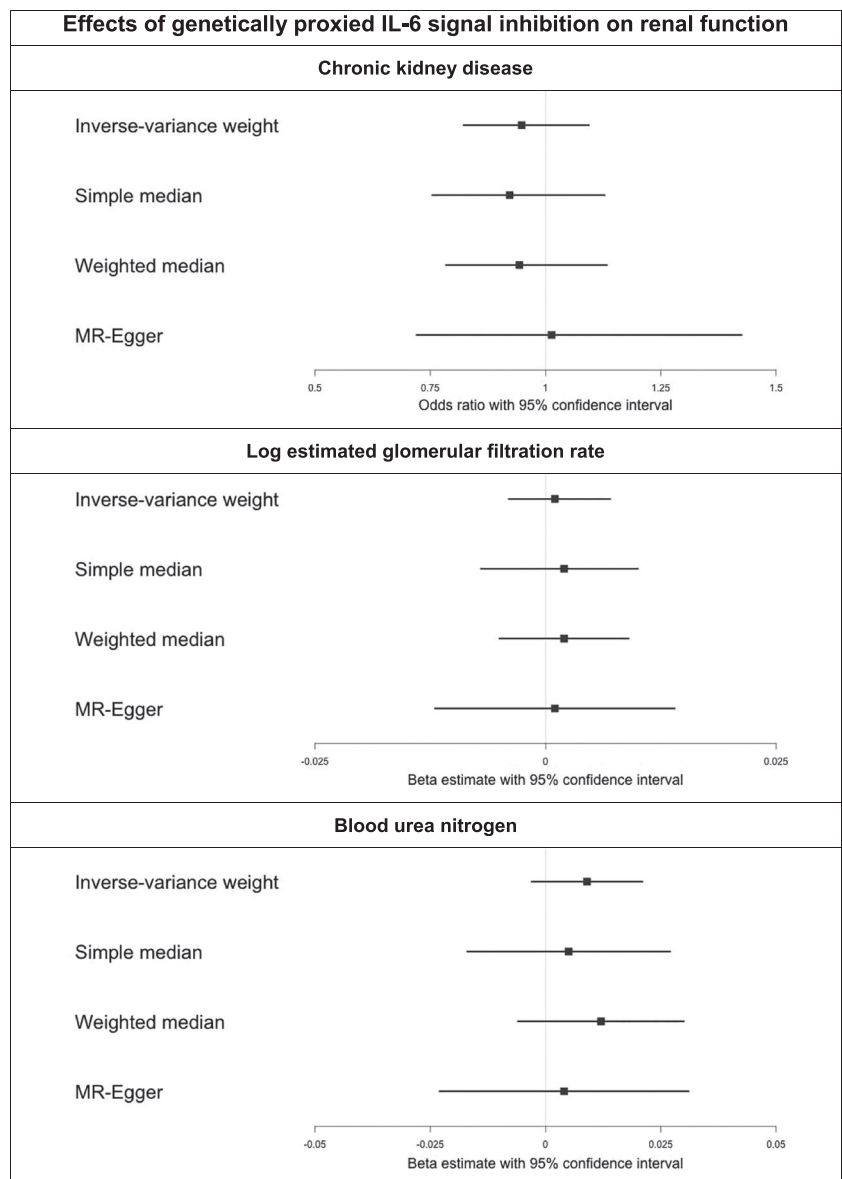 Effects of genetically proxied IL-6 signal inhibition on renal function
Chronic kidney disease
Inverse-variance weight
Simple median
Weighted median
MR-Egger
0.5 0.75 1 1.25 1.5
Odds ratio with 95% confidence interval
Log estimated glomerular filtration rate
Inverse-variance weight
Simple median
Weighted median
MR-Egger
-0.025 0 0.025
Beta estimate with 95% confidence interval
Blood urea nitrogen
Inverse-variance weight
Simple median
Weighted median
MR-Egger
-0.05 -0.025 0 0.025 0.05
Beta estimate with 95% confidence interval